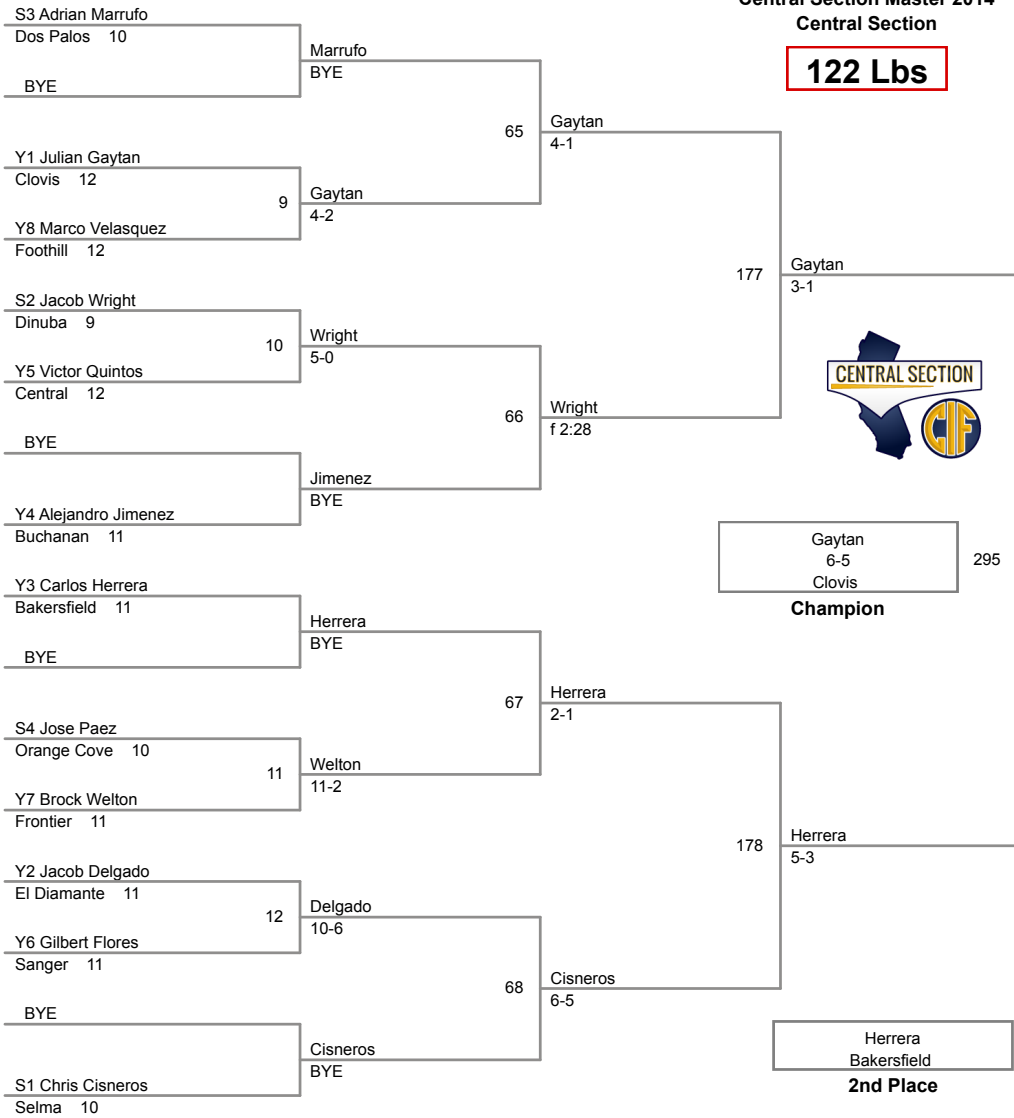 Central Section Master 2014
Central Section
122 Lbs
S3 Adrian Marrufo
Dos Palos 10
BYE
Marrufo
BYE
Y1 Julian Gaytan
Clovis 12
9
Gaytan
4-2
Y8 Marco Velasquez
Foothill 12
65
Gaytan
4-1
S2 Jacob Wright
Dinuba 9
10
Wright
5-0
Y5 Victor Quintos
Central 12
66
Wright
f 2:28
BYE
Jimenez
BYE
Y4 Alejandro Jimenez
Buchanan 11
177
Gaytan
3-1
CENTRAL SECTION
CIF
Gaytan
6-5
Clovis
295
Champion
Y3 Carlos Herrera
Bakersfield 11
Herrera
BYE
BYE
67
Herrera
2-1
S4 Jose Paez
Orange Cove 10
11
Welton
11-2
Y7 Brock Welton
Frontier 11
178
Herrera
5-3
Y2 Jacob Delgado
El Diamante 11
12
Delgado
10-6
Y6 Gilbert Flores
Sanger 11
68
Cisneros
6-5
BYE
Cisneros
BYE
S1 Chris Cisneros
Selma 10
Herrera
Bakersfield
2nd Place